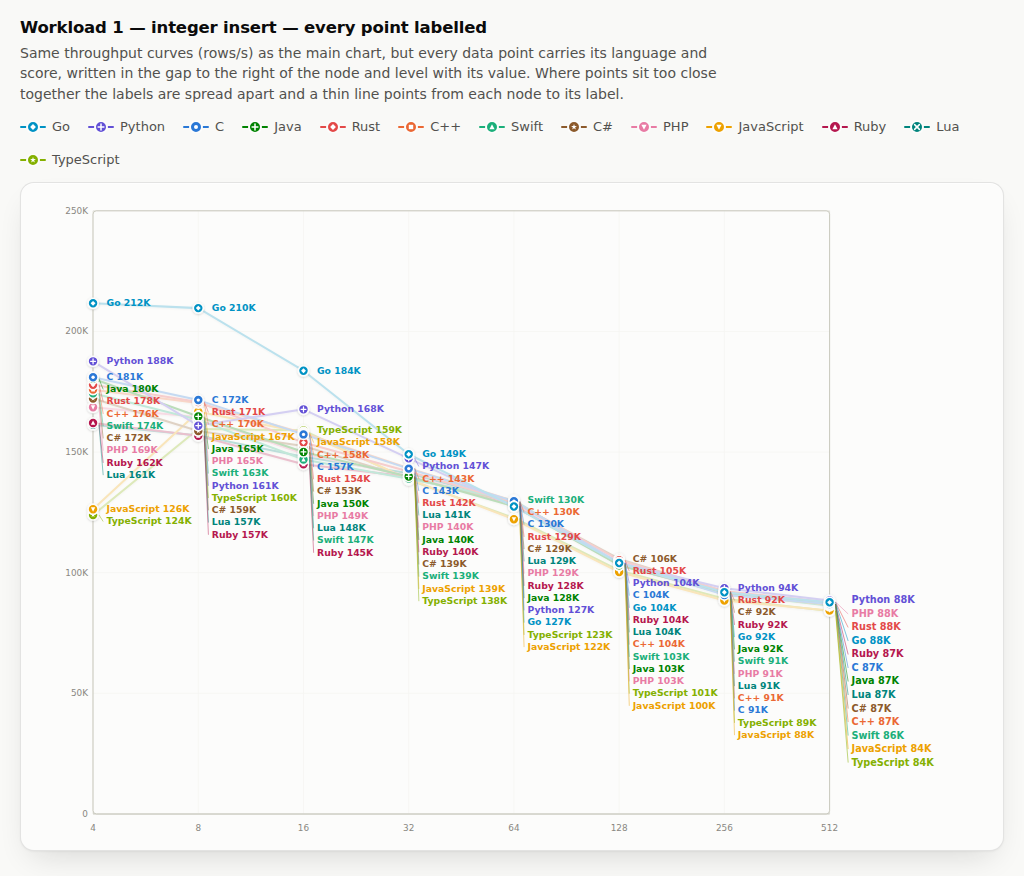 Workload 1 — integer insert — every point labelled
Same throughput curves (rows/s) as the main chart, but every data point carries its language and
score, written in the gap to the right of the node and level with its value. Where points sit too close
together the labels are spread apart and a thin line points from each node to its label.
Go Python C Java Rust C++ Swift C# PHP JavaScript Ruby Lua
TypeScript
250K
200K
150K
100K
50K
0
Go 212K
Python 188K
C 181K
Java 180K
Rust 178K
C++ 176K
Swift 174K
C# 172K
PHP 169K
Ruby 162K
Lua 161K
JavaScript 126K
TypeScript 124K
Go 210K
C 172K
Rust 171K
C++ 170K
JavaScript 167K
Java 165K
PHP 165K
Swift 163K
Python 161K
TypeScript 160K
C# 159K
Lua 157K
Ruby 157K
Go 184K
Python 168K
TypeScript 159K
JavaScript 158K
C++ 158K
C 157K
Rust 154K
C# 153K
Java 150K
PHP 149K
Lua 148K
Swift 147K
Ruby 145K
Go 149K
Python 147K
C++ 143K
C 143K
Rust 142K
Lua 141K
PHP 140K
Java 140K
Ruby 140K
C# 139K
Swift 139K
JavaScript 139K
TypeScript 138K
Swift 130K
C++ 130K
C 130K
Rust 129K
C# 129K
Lua 129K
PHP 129K
Ruby 128K
Java 128K
Python 127K
Go 127K
TypeScript 123K
JavaScript 122K
C# 106K
Rust 105K
Python 104K
C 104K
Go 104K
Ruby 104K
Lua 104K
C++ 104K
Swift 103K
Java 103K
PHP 103K
TypeScript 101K
JavaScript 100K
Python 94K
Rust 92K
C# 92K
Ruby 92K
Go 92K
Java 92K
Swift 91K
PHP 91K
Lua 91K
C++ 91K
C 91K
TypeScript 89K
JavaScript 88K
Python 88K
PHP 88K
Rust 88K
Go 88K
Ruby 87K
C 87K
Java 87K
Lua 87K
C# 87K
C++ 87K
Swift 86K
JavaScript 84K
TypeScript 84K
4 8 16 32 64 128 256 512